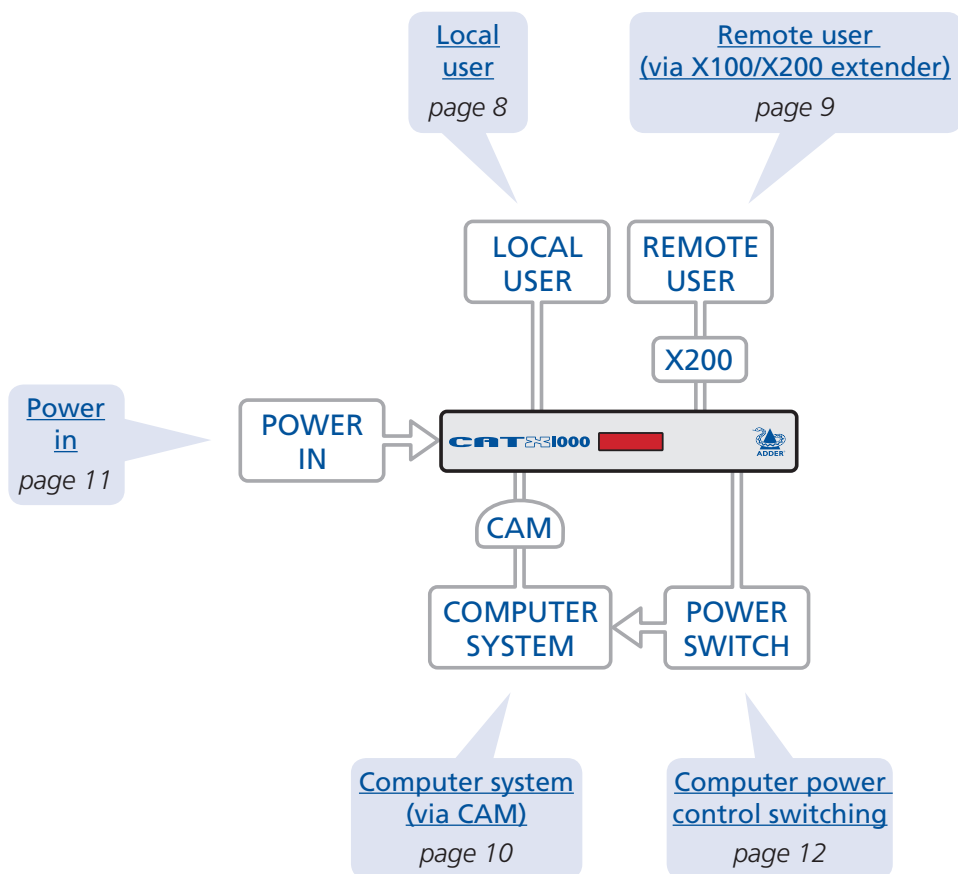 Local
user
page 8
Remote user
(via X100/X200 extender)
page 9
LOCAL
USER
REMOTE
USER
X200
Power
in
page 11
POWER
IN
CATX1000
ADDER
CAM
COMPUTER
SYSTEM
POWER
SWITCH
Computer system
(via CAM)
page 10
Computer power
control switching
page 12